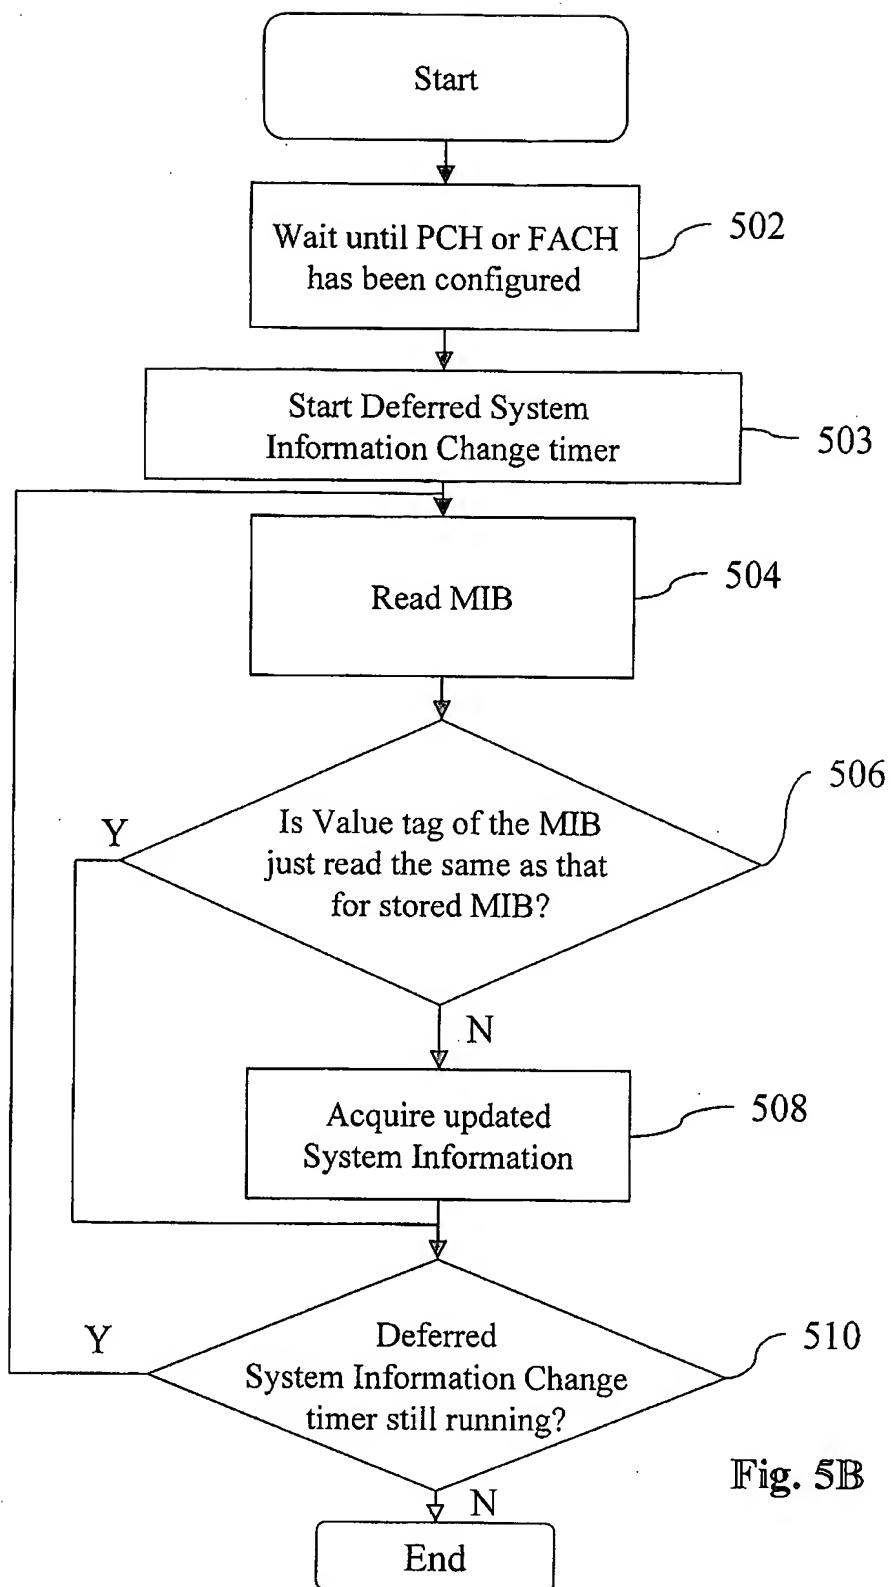 Start
Wait until PCH or FACH
has been configured
502
Start Deferred System
Information Change timer
503
Read MIB
504
Is Value tag of the MIB
just read the same as that
for stored MIB?
506
Y
N
Acquire updated
System Information
508
Deferred
System Information Change
timer still running?
510
Y
N
End
Fig. 5B